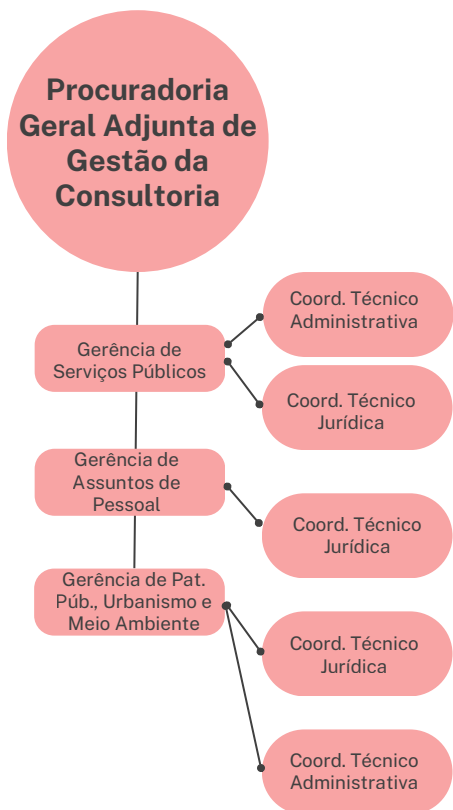 Procuradoria
Geral Adjunta de
Gestão da
Consultoria
Coord. Técnico
Administrativa
Gerência de
Serviços Públicos
Coord. Técnico
Jurídica
Gerência de
Assuntos de
Pessoal
Coord. Técnico
Jurídica
Gerência de Pat.
Púb., Urbanismo e
Meio Ambiente
Coord. Técnico
Jurídica
Coord. Técnico
Administrativa